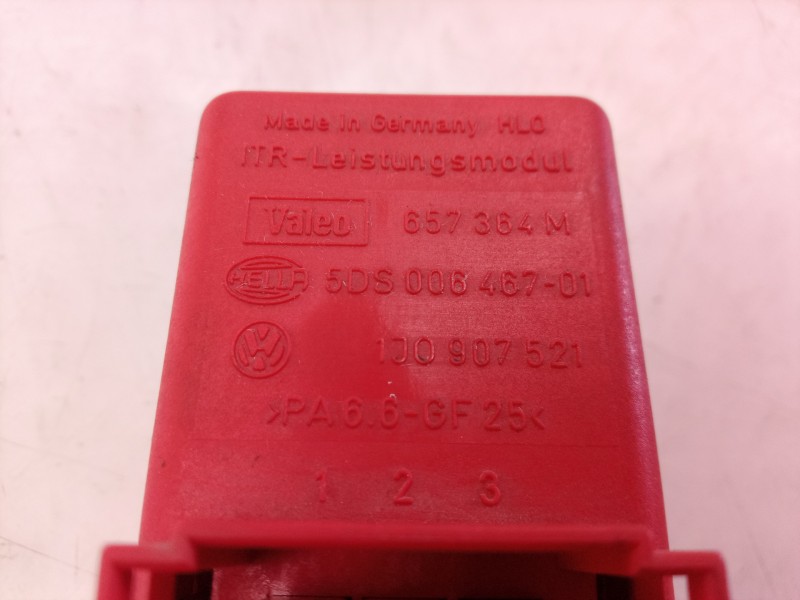 Made in Germany HLO
ITR-Leistungsmodul
Valeo 657 364 M
HELLA 5DS 006 467-01
VW 1J0 907 521
>PA 6.6-GF 25<
1 2 3